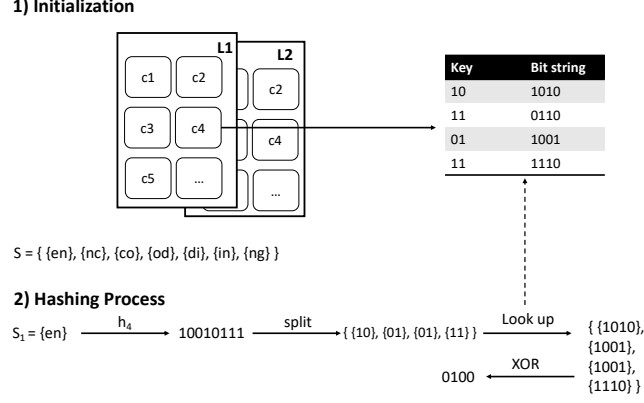 1) Initialization
L1
L2
c1 c2 c2
c3 c4 c4
c5 ... ...
Key Bit string
10 1010
11 0110
01 1001
11 1110
S = { {en}, {nc}, {co}, {od}, {di}, {in}, {ng} }
2) Hashing Process
S1 = {en} h4 10010111 split { {10}, {01}, {01}, {11} } Look up { {1010},
{1001},
{1001},
{1110} }
0100 XOR